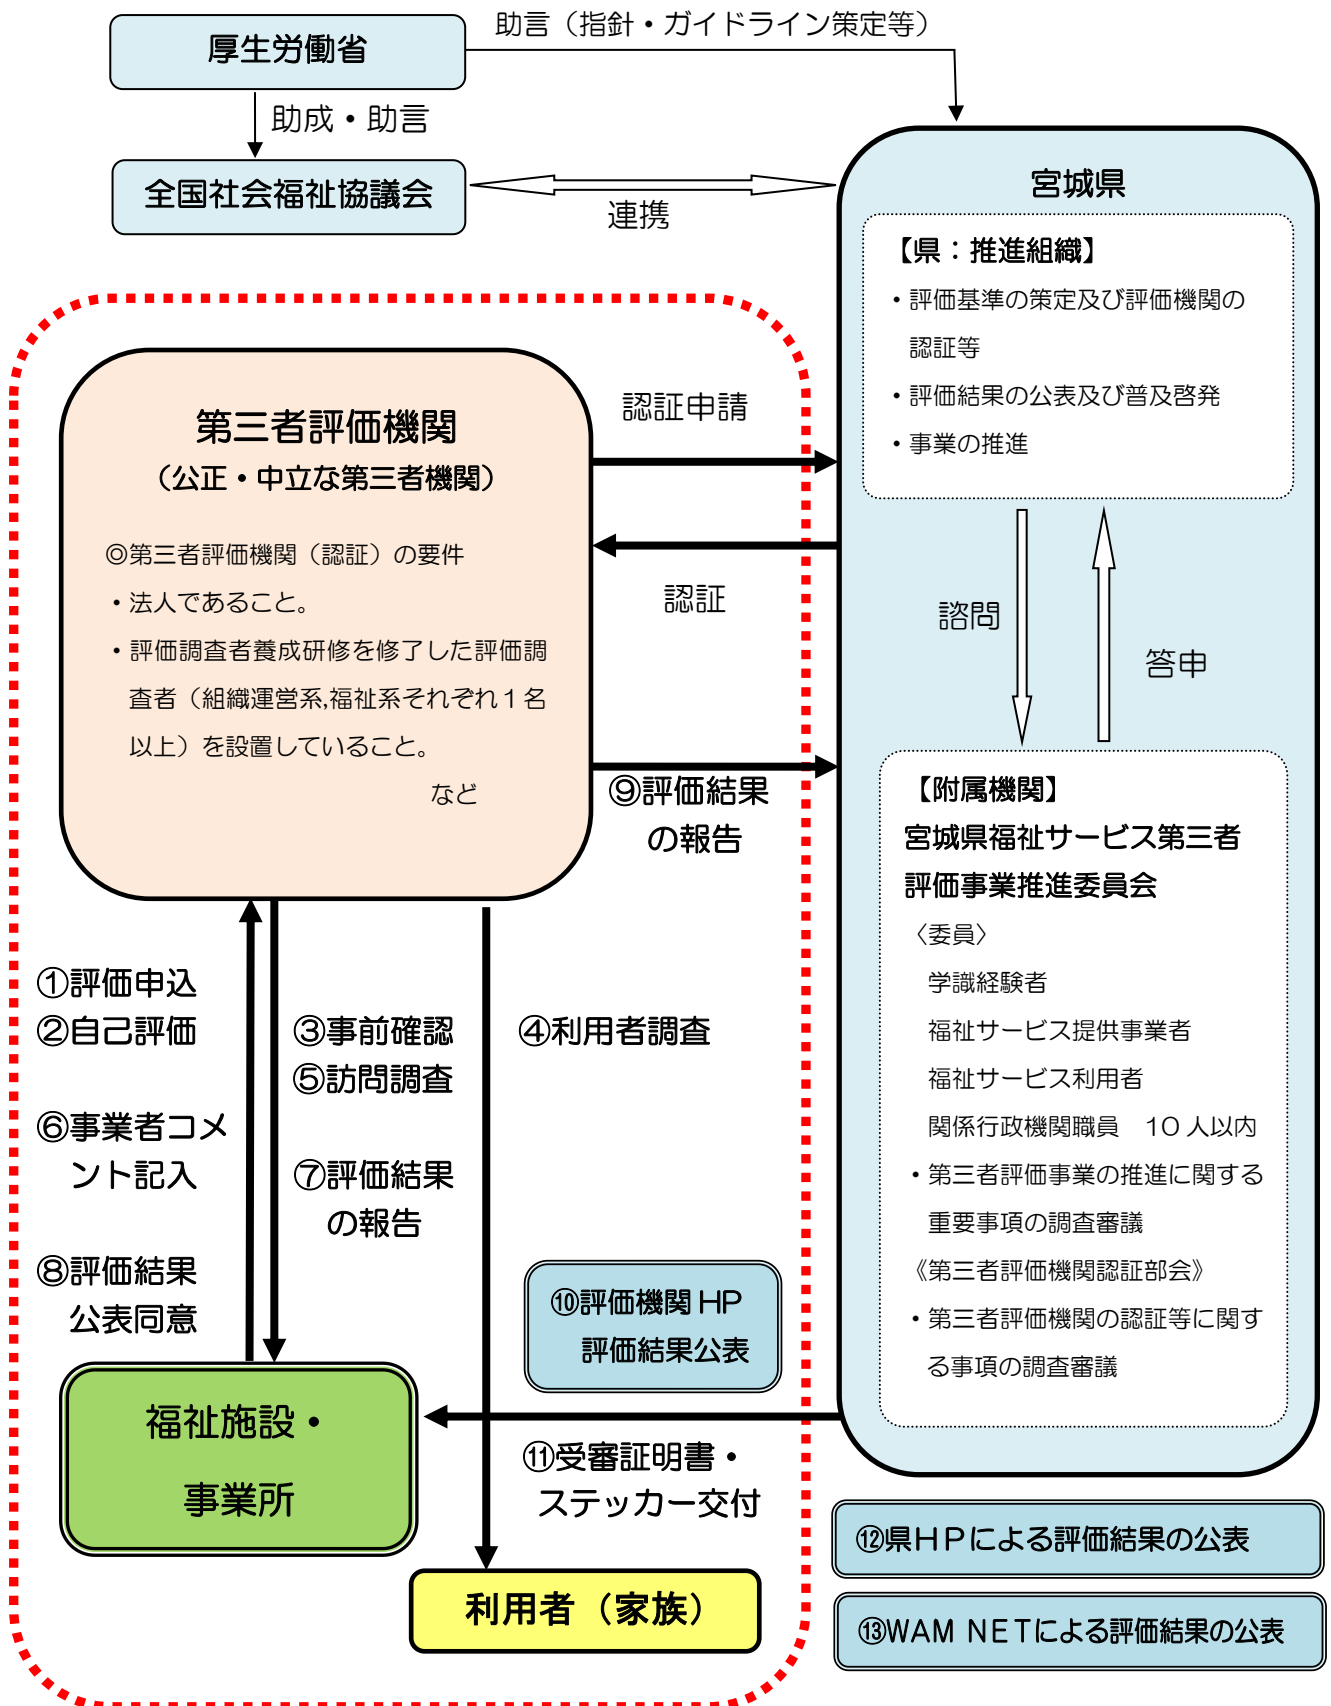 助言（指針・ガイドライン策定等）
厚生労働省
助成・助言
全国社会福祉協議会
連携
宮城県
【県：推進組織】
・評価基準の策定及び評価機関の
認証等
・評価結果の公表及び普及啓発
・事業の推進
第三者評価機関
（公正・中立な第三者機関）
◎第三者評価機関（認証）の要件
・法人であること。
・評価調査者養成研修を修了した評価調
査者（組織運営系,福祉系それぞれ１名
以上）を設置していること。
など
認証申請
認証
諮問
答申
⑨評価結果
の報告
【附属機関】
宮城県福祉サービス第三者
評価事業推進委員会
〈委員〉
学識経験者
福祉サービス提供事業者
福祉サービス利用者
関係行政機関職員　10人以内
・第三者評価事業の推進に関する
重要事項の調査審議
《第三者評価機関認証部会》
・第三者評価機関の認証等に関す
る事項の調査審議
①評価申込
②自己評価
⑥事業者コメ
ント記入
⑧評価結果
公表同意
③事前確認
⑤訪問調査
⑦評価結果
の報告
④利用者調査
⑩評価機関HP
評価結果公表
福祉施設・
事業所
⑪受審証明書・
ステッカー交付
利用者（家族）
⑫県ＨＰによる評価結果の公表
⑬WAM NETによる評価結果の公表